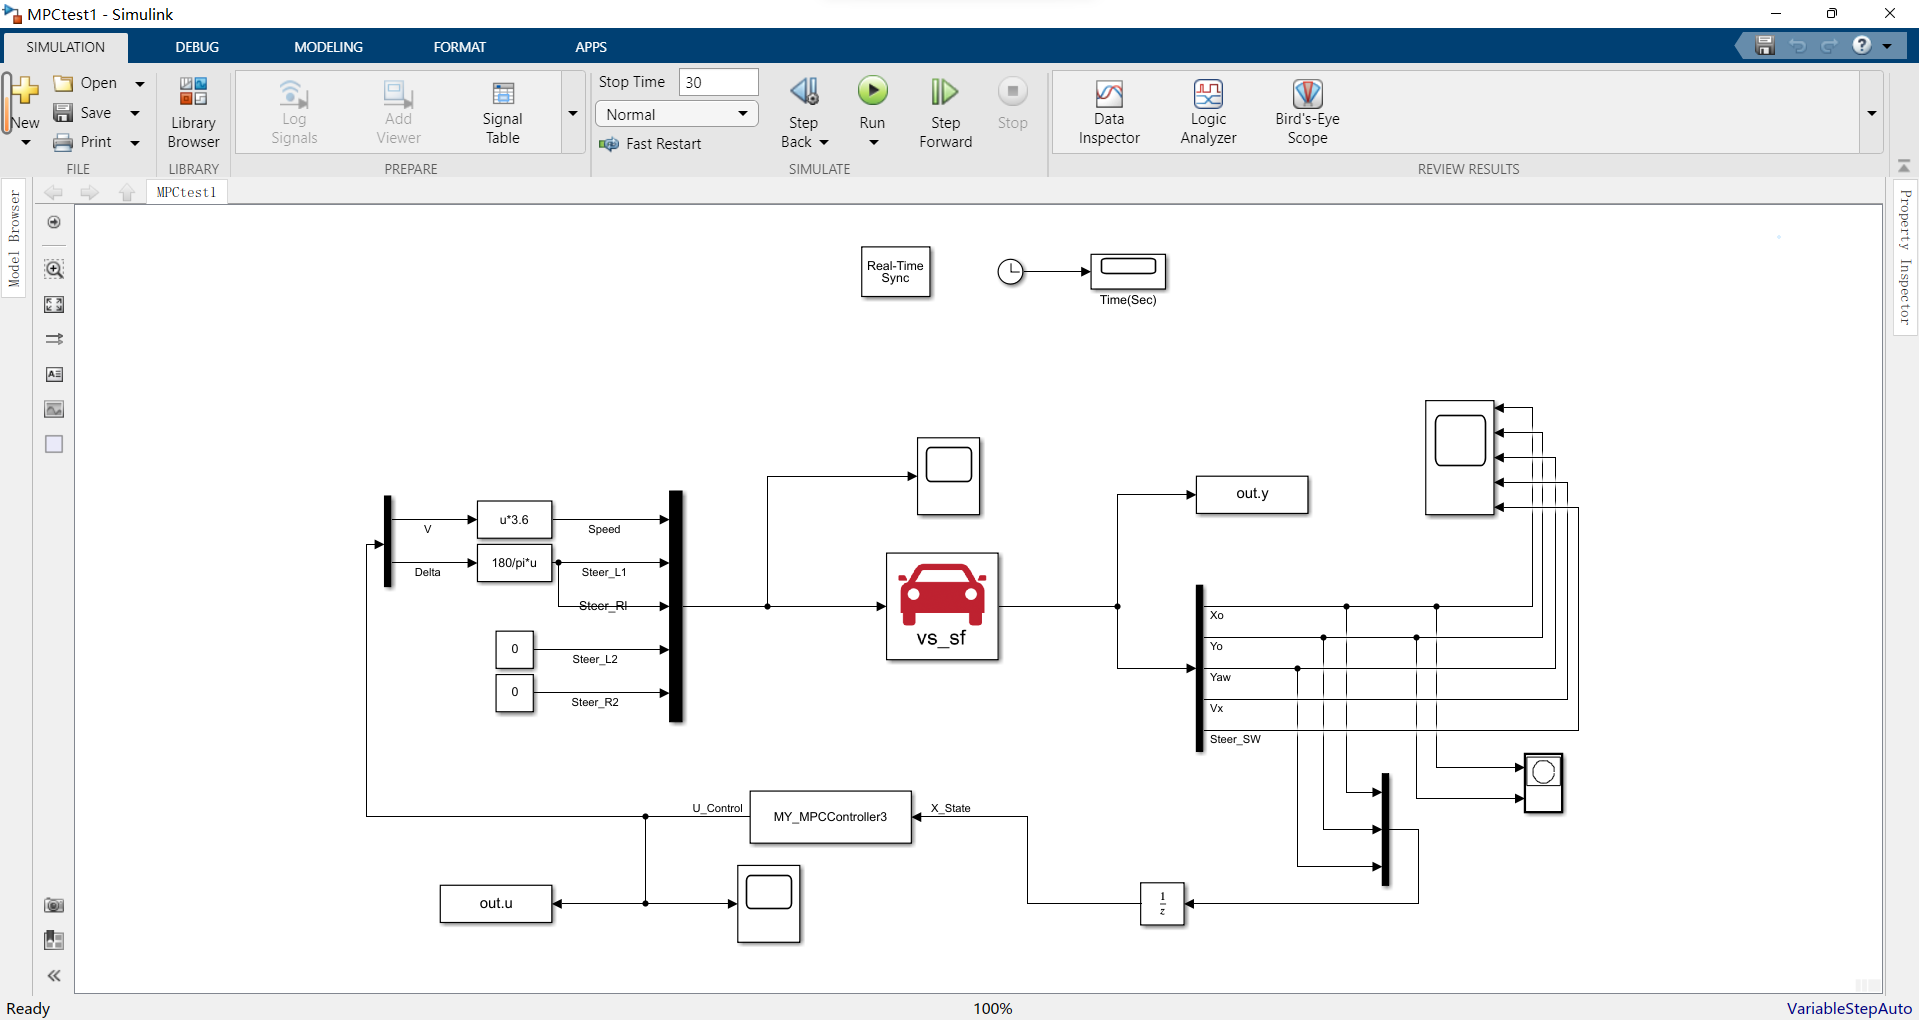 MPCtest1 - Simulink
SIMULATION DEBUG MODELING FORMAT APPS
New
Open
Save
Print
FILE
Library Browser
LIBRARY
Log Signals
Add Viewer
Signal Table
PREPARE
Stop Time 30
Normal
Fast Restart
Step Back
Run
Step Forward
Stop
SIMULATE
Data Inspector
Logic Analyzer
Bird's-Eye Scope
REVIEW RESULTS
Model Browser
MPCtest1
Property Inspector
Real-Time
Sync
Time(Sec)
V
u*3.6
Speed
Delta
180/pi*u
Steer_L1
Steer_RI
0
Steer_L2
0
Steer_R2
vs_sf
out.y
Xo
Yo
Yaw
Vx
Steer_SW
U_Control
MY_MPCController3
X_State
out.u
1
z
Ready
100%
VariableStepAuto